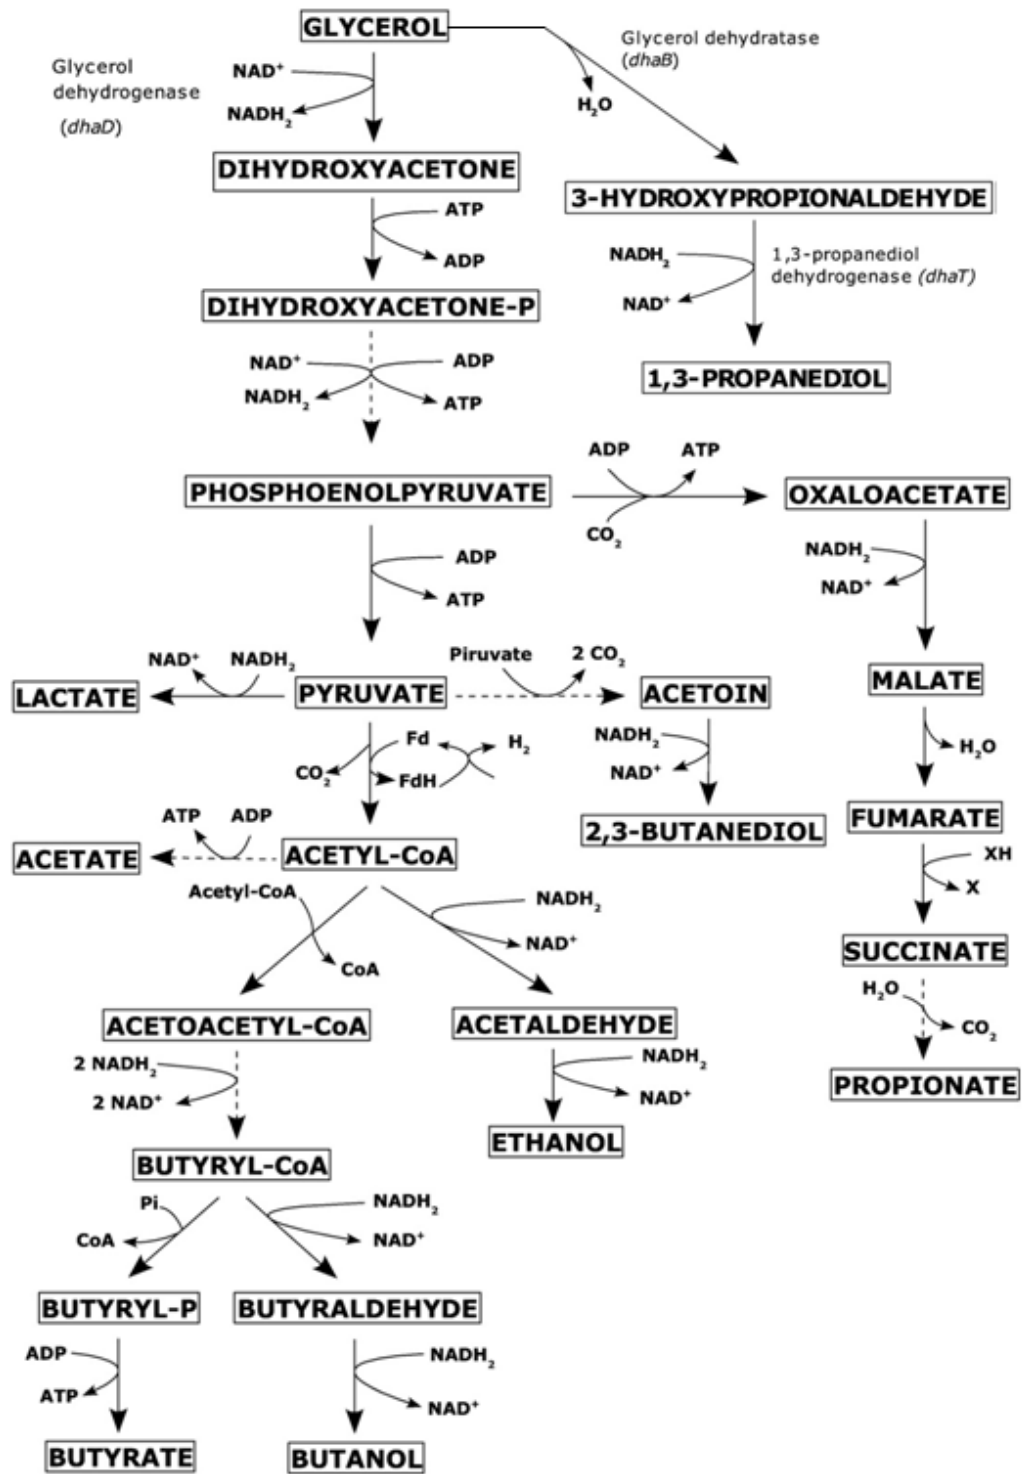 GLYCEROL
Glycerol dehydratase
(dhaB)
Glycerol
dehydrogenase
(dhaD)
NAD⁺
NADH₂
H₂O
DIHYDROXYACETONE
3-HYDROXYPROPIONALDEHYDE
ATP
ADP
NADH₂
NAD⁺
1,3-propanediol
dehydrogenase (dhaT)
DIHYDROXYACETONE-P
NAD⁺
NADH₂
ADP
ATP
1,3-PROPANEDIOL
PHOSPHOENOLPYRUVATE
ADP
ATP
CO₂
OXALOACETATE
ADP
ATP
NADH₂
NAD⁺
NAD⁺
NADH₂
Piruvate
2 CO₂
LACTATE
PYRUVATE
ACETOIN
MALATE
CO₂
Fd
FdH
H₂
NADH₂
NAD⁺
H₂O
ATP
ADP
2,3-BUTANEDIOL
FUMARATE
ACETATE
ACETYL-CoA
XH
X
Acetyl-CoA
CoA
NADH₂
NAD⁺
SUCCINATE
H₂O
CO₂
ACETOACETYL-CoA
ACETALDEHYDE
PROPIONATE
2 NADH₂
2 NAD⁺
NADH₂
NAD⁺
ETHANOL
BUTYRYL-CoA
Pi
CoA
NADH₂
NAD⁺
BUTYRYL-P
BUTYRALDEHYDE
ADP
ATP
NADH₂
NAD⁺
BUTYRATE
BUTANOL